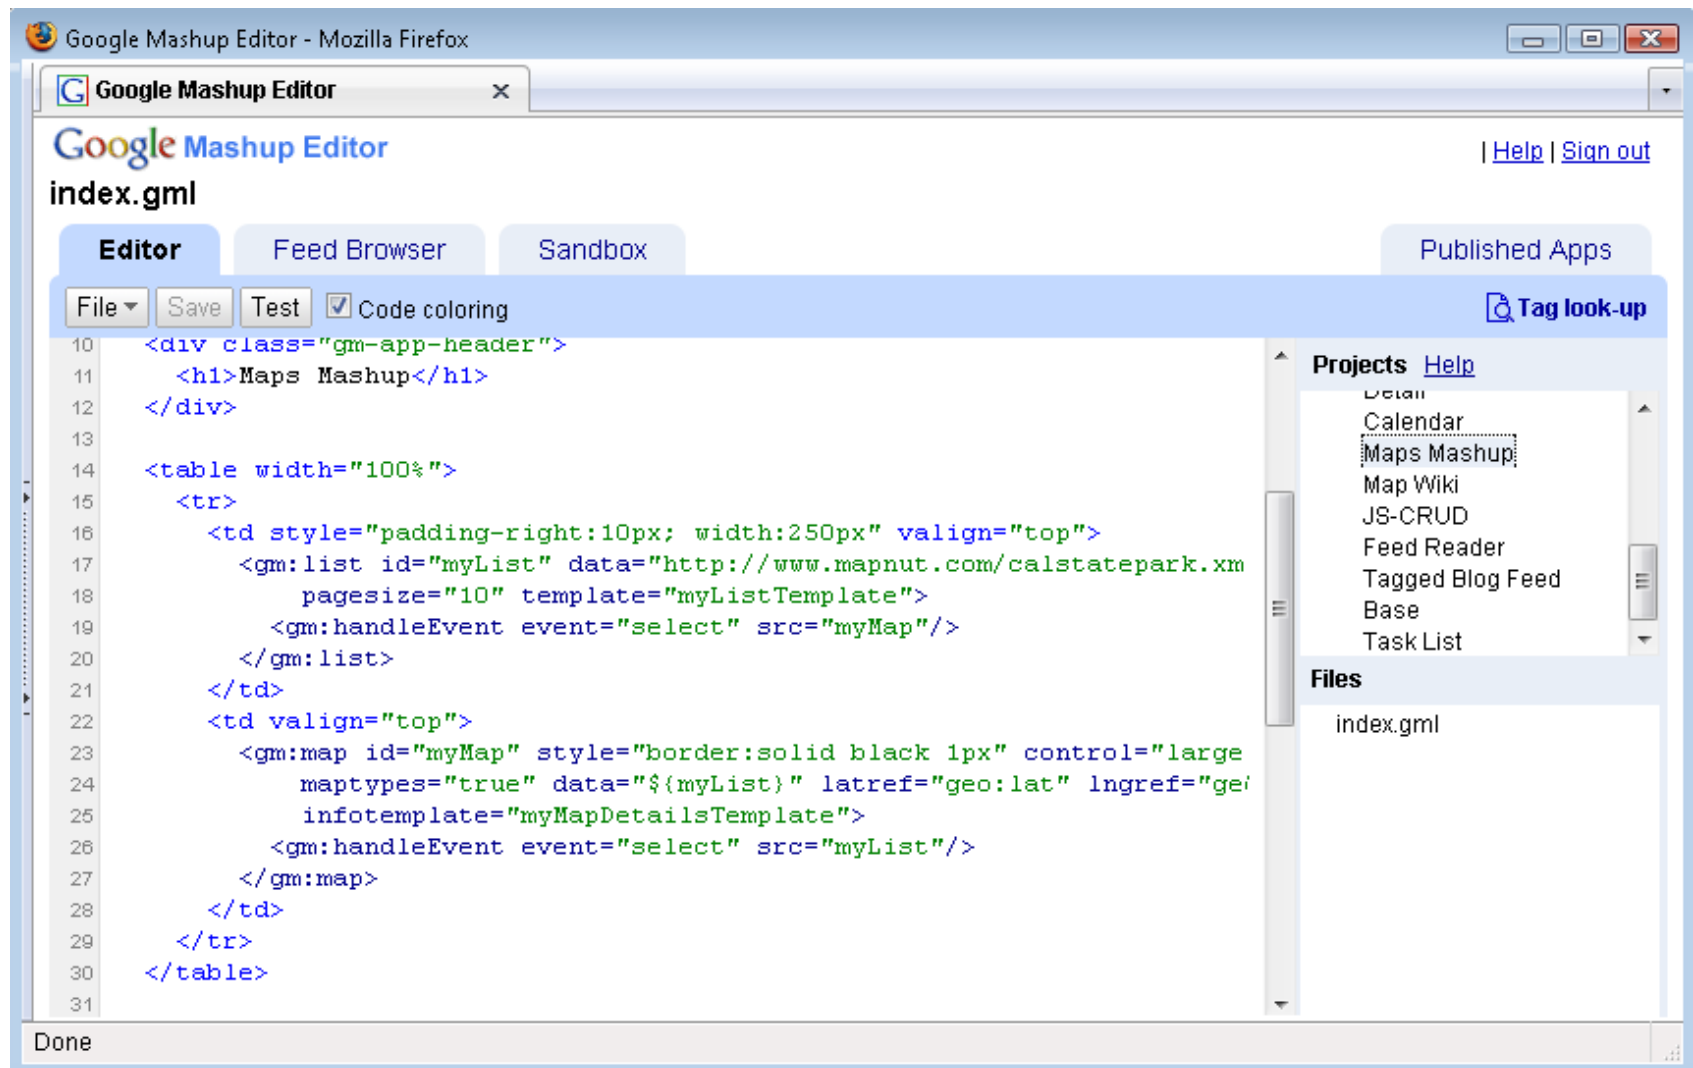 Google Mashup Editor - Mozilla Firefox
Google Mashup Editor
Google Mashup Editor
| Help | Sign out
index.gml
Editor Feed Browser Sandbox Published Apps
File Save Test Code coloring Tag look-up
10 <div class="gm-app-header">
11 <h1>Maps Mashup</h1>
12 </div>
13
14 <table width="100%">
15 <tr>
16 <td style="padding-right:10px; width:250px" valign="top">
17 <gm:list id="myList" data="http://www.mapnut.com/calstatepark.xm
18 pagesize="10" template="myListTemplate">
19 <gm:handleEvent event="select" src="myMap"/>
20 </gm:list>
21 </td>
22 <td valign="top">
23 <gm:map id="myMap" style="border:solid black 1px" control="large
24 maptypes="true" data="${myList}" latref="geo:lat" lngref="geo
25 infotemplate="myMapDetailsTemplate">
26 <gm:handleEvent event="select" src="myList"/>
27 </gm:map>
28 </td>
29 </tr>
30 </table>
31
Projects Help
Detail
Calendar
Maps Mashup
Map Wiki
JS-CRUD
Feed Reader
Tagged Blog Feed
Base
Task List
Files
index.gml
Done